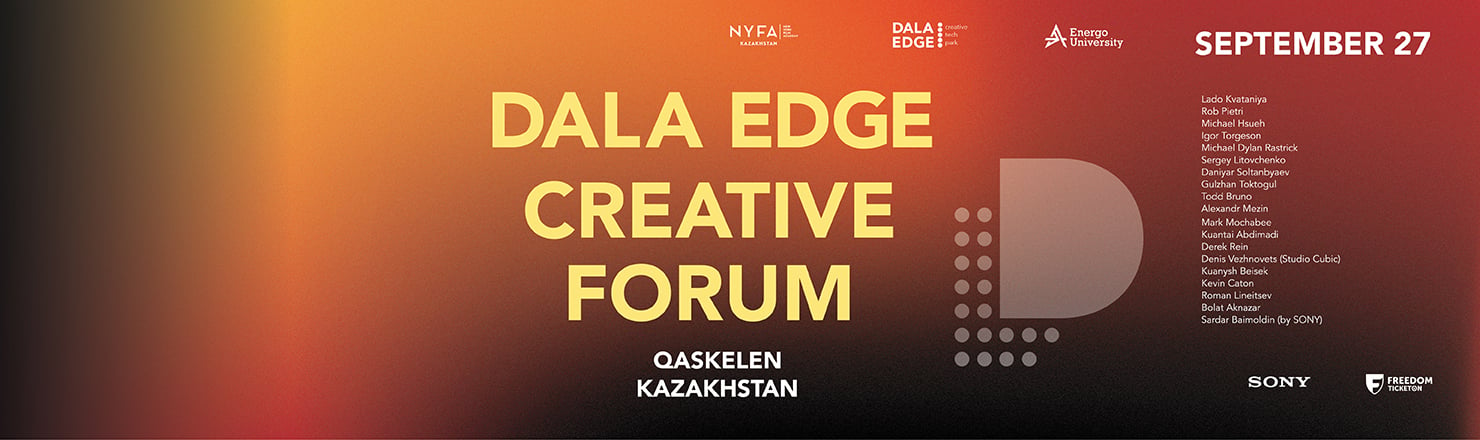 NYFA
KAZAKHSTAN
DALA
EDGE
creative
tech
park
Energo
University
SEPTEMBER 27
DALA EDGE
CREATIVE
FORUM
QASKELEN
KAZAKHSTAN
Lado Kvataniya
Rob Pietri
Michael Hsueh
Igor Torgeson
Michael Dylan Rastrick
Sergey Litovchenko
Daniyar Soltanbyaev
Gulzhan Toktogul
Todd Bruno
Alexandr Mezin
Mark Mochabee
Kuantai Abdimadi
Derek Rein
Denis Vezhnovets (Studio Cubic)
Kuanysh Beisek
Kevin Caton
Roman Lineitsev
Bolat Aknazar
Sardar Baimoldin (by SONY)
SONY
FREEDOM
TICKETON